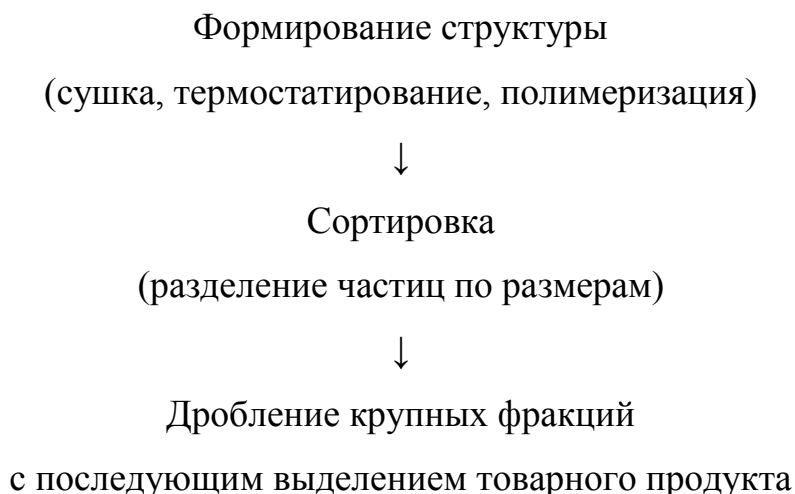 Формирование структуры
(сушка, термостатирование, полимеризация)
↓
Сортировка
(разделение частиц по размерам)
↓
Дробление крупных фракций
с последующим выделением товарного продукта